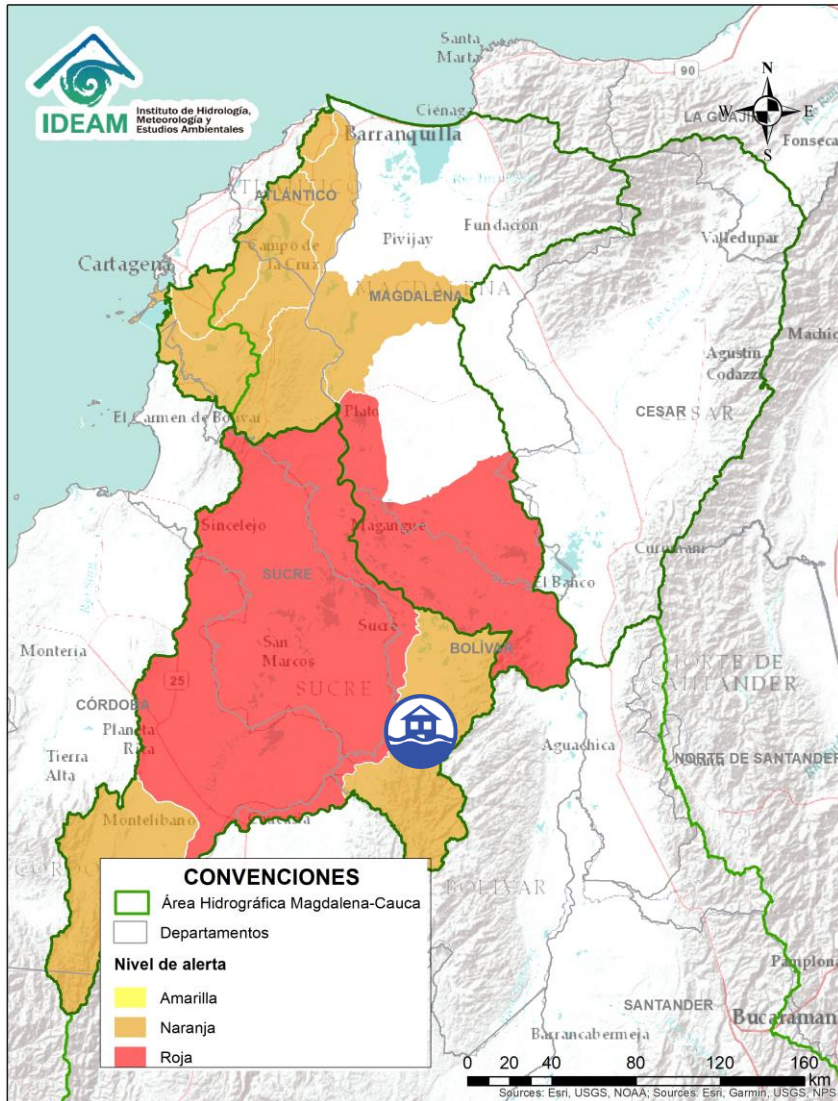 IDEAM
Instituto de Hidrología,
Meteorología y
Estudios Ambientales
Santa
Marta
90
N
W
E
S
LA GUAJIRA
Fonseca
Ciénaga
Barranquilla
ATLÁNTICO
Fundación
Pivijay
Valledupar
Cartagena
Campo de
la Cruz
MAGDALENA
MAGDALENA
Agustín
Codazzi
CESAR
CESAR
El Carmen de Bolívar
Plato
Sincelejo
Magangué
Curumaní
El Banco
SUCRE
Sucre
San
Marcos
BOLÍVAR
SUCRE
Montería
25
NORTE DE
SANTANDER
CÓRDOBA
Planeta
Rica
Aguachica
Tierra
Alta
NORTE DE SANTANDER
Montelíbano
BOLÍVAR
CONVENCIONES
Área Hidrográfica Magdalena-Cauca
Departamentos
Nivel de alerta
Amarilla
Naranja
Roja
Pamplona
SANTANDER
Bucaraman
Barrancabermeja
0 20 40 80 120 160
km
Sources: Esri, USGS, NOAA; Sources: Esri, Garmin, USGS, NPS